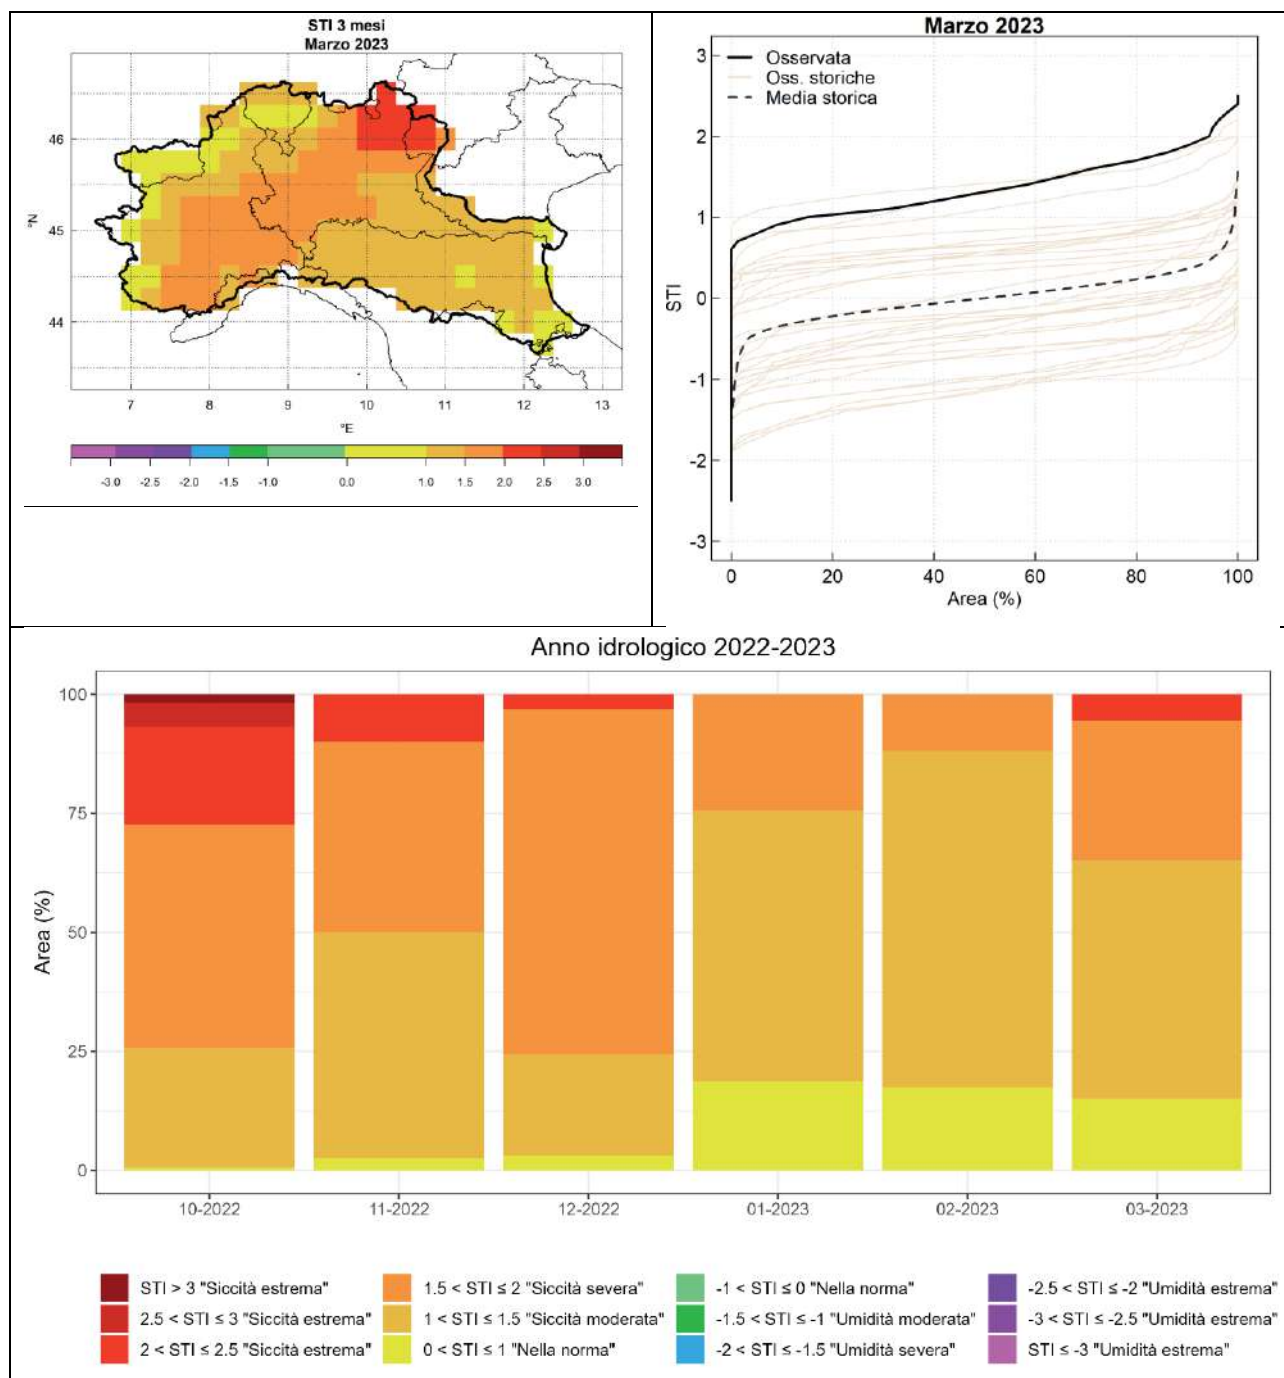 STI 3 mesi
Marzo 2023
46
45
44
°N
7 8 9 10 11 12 13
°E
-3.0 -2.5 -2.0 -1.5 -1.0 0.0 1.0 1.5 2.0 2.5 3.0
Marzo 2023
Osservata
Oss. storiche
Media storica
3
2
1
0
-1
-2
-3
STI
0 20 40 60 80 100
Area (%)
Anno idrologico 2022-2023
100
75
50
25
0
Area (%)
10-2022 11-2022 12-2022 01-2023 02-2023 03-2023
STI > 3 "Siccità estrema" 1.5 < STI ≤ 2 "Siccità severa" -1 < STI ≤ 0 "Nella norma" -2.5 < STI ≤ -2 "Umidità estrema"
2.5 < STI ≤ 3 "Siccità estrema" 1 < STI ≤ 1.5 "Siccità moderata" -1.5 < STI ≤ -1 "Umidità moderata" -3 < STI ≤ -2.5 "Umidità estrema"
2 < STI ≤ 2.5 "Siccità estrema" 0 < STI ≤ 1 "Nella norma" -2 < STI ≤ -1.5 "Umidità severa" STI ≤ -3 "Umidità estrema"